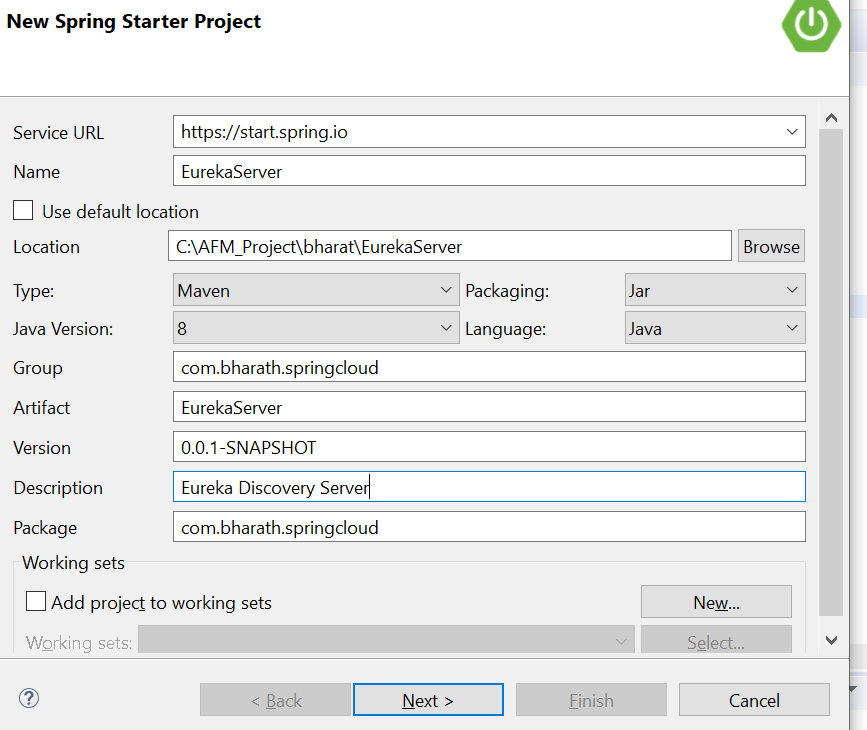 New Spring Starter Project
Service URL https://start.spring.io
Name EurekaServer
Use default location
Location C:\AFM_Project\bharat\EurekaServer Browse
Type: Maven Packaging: Jar
Java Version: 8 Language: Java
Group com.bharath.springcloud
Artifact EurekaServer
Version 0.0.1-SNAPSHOT
Description Eureka Discovery Server
Package com.bharath.springcloud
Working sets
Add project to working sets New...
Working sets: Select...
? < Back Next > Finish Cancel